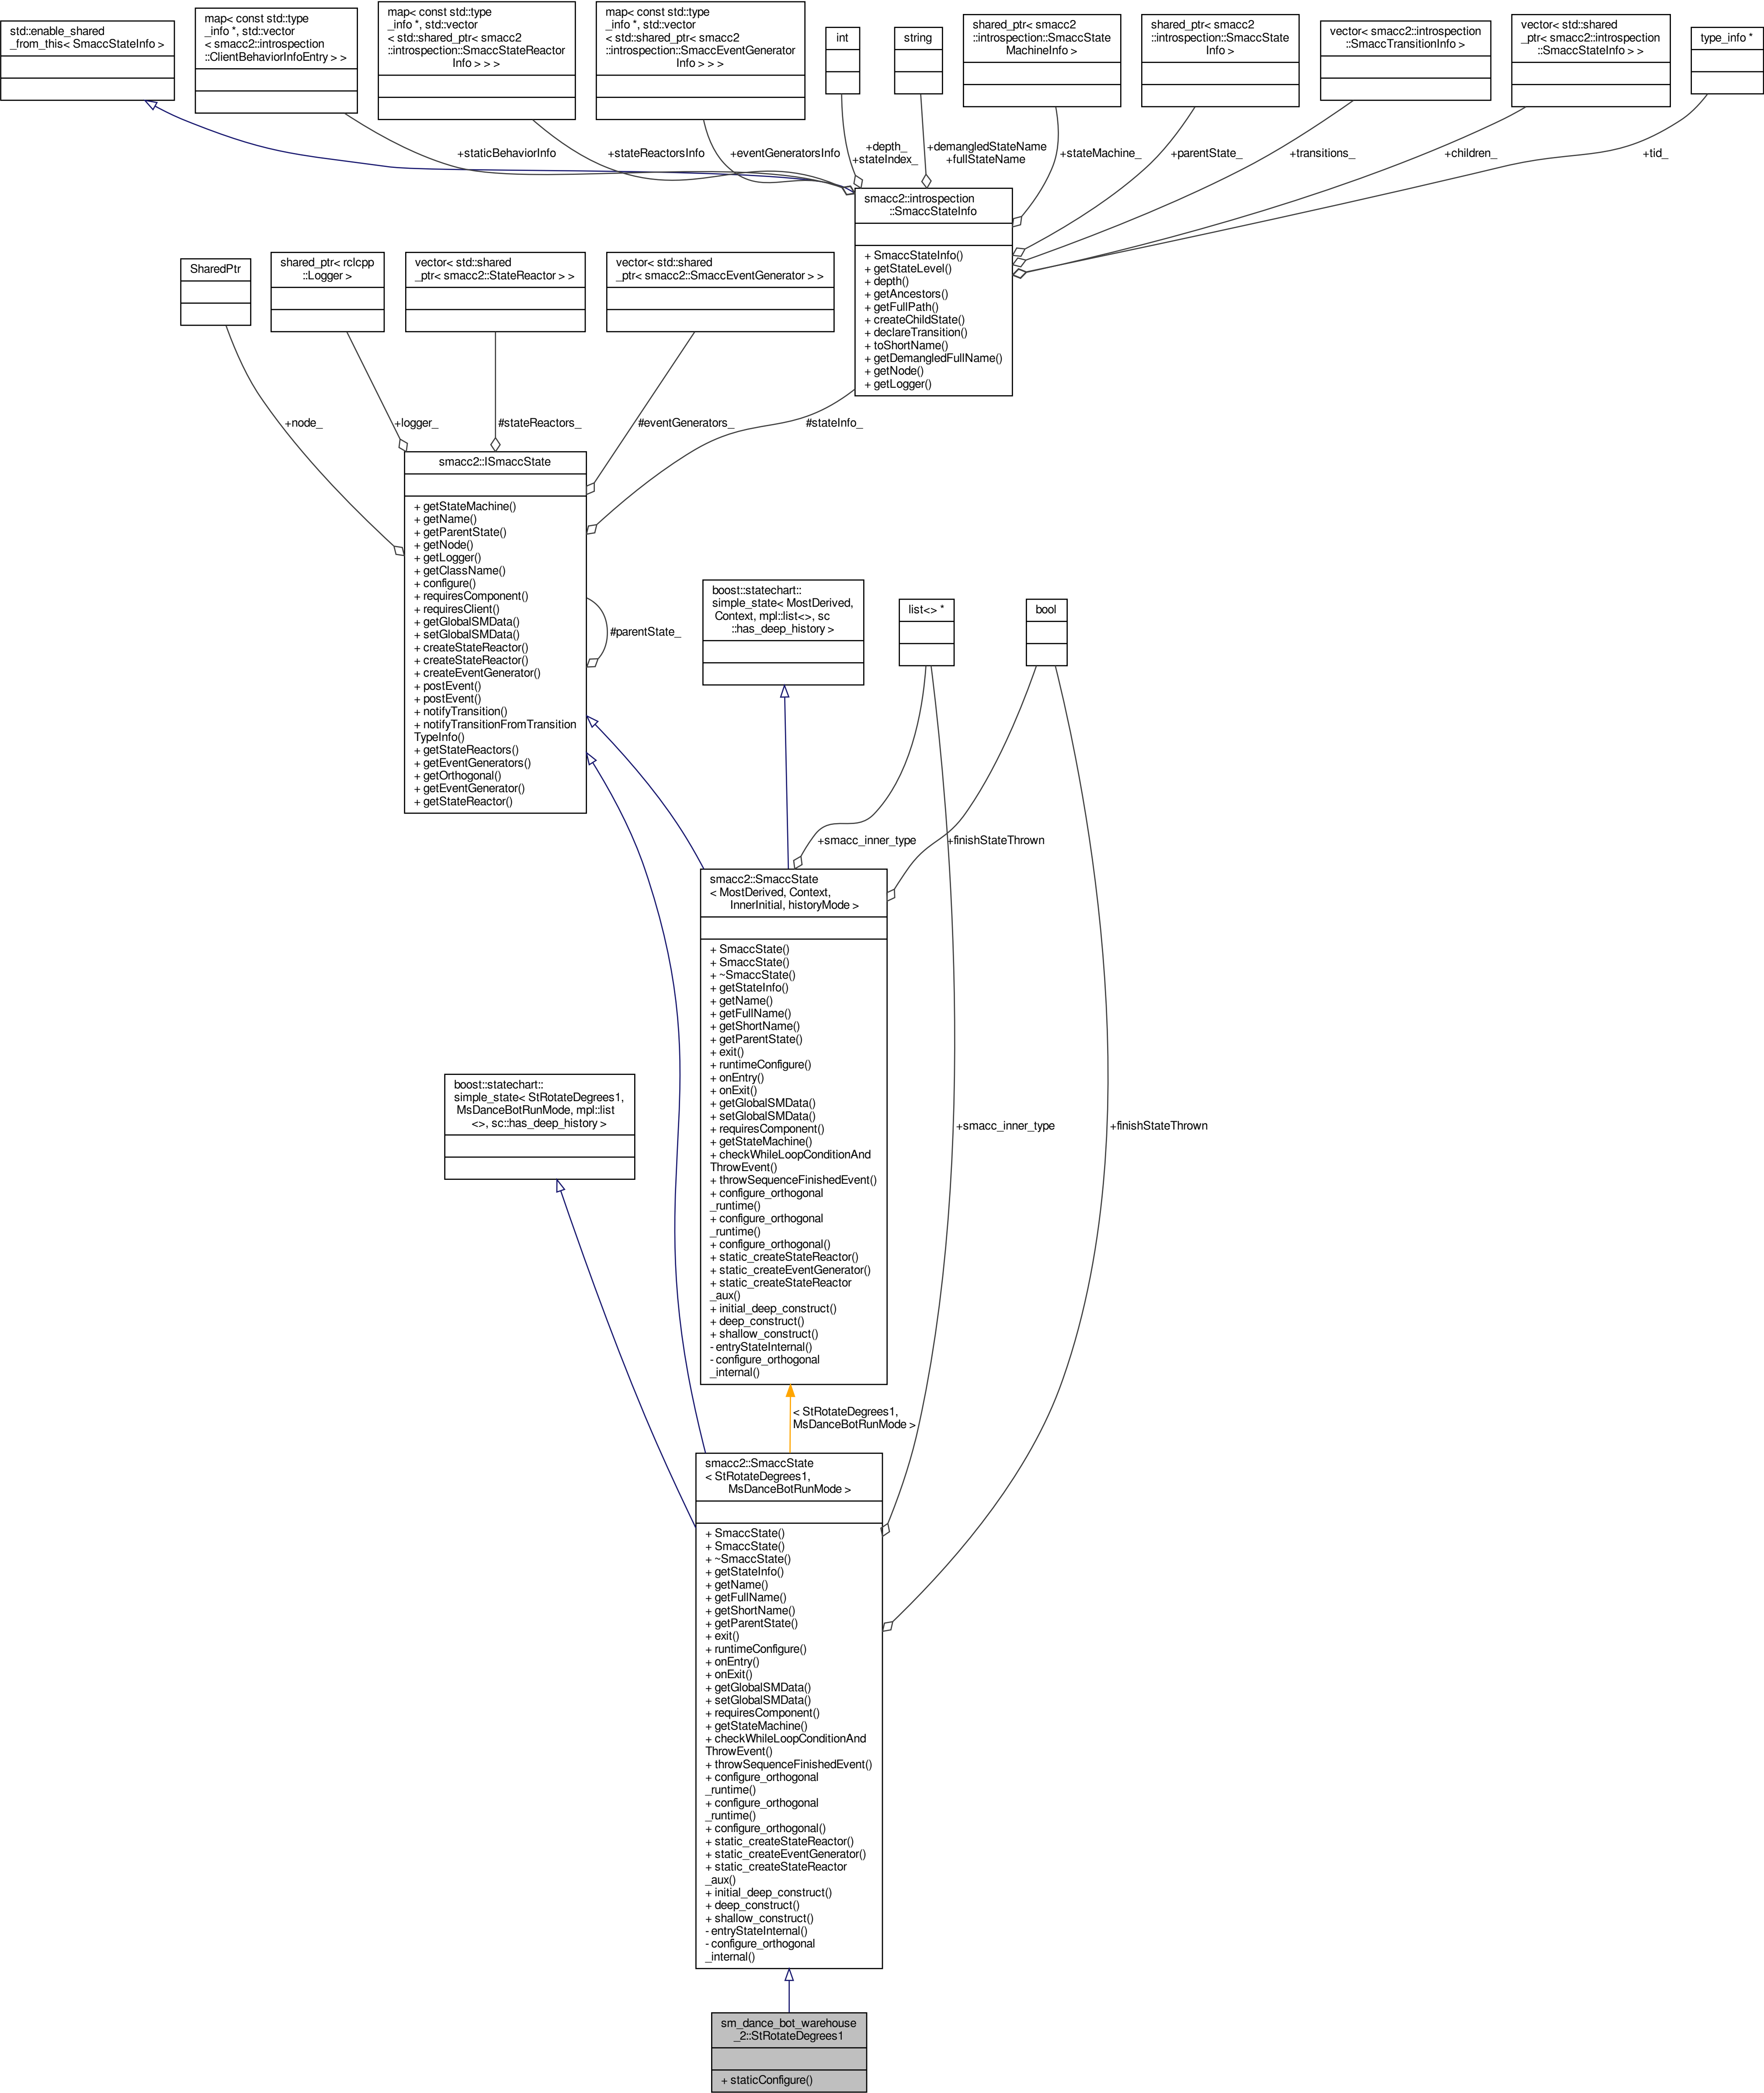 std::enable_shared
_from_this< SmaccStateInfo >
map< const std::type
_info *, std::vector
< smacc2::introspection
::ClientBehaviorInfoEntry > >
map< const std::type
_info *, std::vector
< std::shared_ptr< smacc2
::introspection::SmaccStateReactor
Info > > >
map< const std::type
_info *, std::vector
< std::shared_ptr< smacc2
::introspection::SmaccEventGenerator
Info > > >
int
string
shared_ptr< smacc2
::introspection::SmaccState
MachineInfo >
shared_ptr< smacc2
::introspection::SmaccState
Info >
vector< smacc2::introspection
::SmaccTransitionInfo >
vector< std::shared
_ptr< smacc2::introspection
::SmaccStateInfo > >
type_info *
+staticBehaviorInfo
+stateReactorsInfo
+eventGeneratorsInfo
+depth_
+stateIndex_
+demangledStateName
+fullStateName
+stateMachine_
+parentState_
+transitions_
+children_
+tid_
smacc2::introspection
::SmaccStateInfo
+ SmaccStateInfo()
+ getStateLevel()
+ depth()
+ getAncestors()
+ getFullPath()
+ createChildState()
+ declareTransition()
+ toShortName()
+ getDemangledFullName()
+ getNode()
+ getLogger()
SharedPtr
shared_ptr< rclcpp
::Logger >
vector< std::shared
_ptr< smacc2::StateReactor > >
vector< std::shared
_ptr< smacc2::SmaccEventGenerator > >
+node_
+logger_
#stateReactors_
#eventGenerators_
#stateInfo_
smacc2::ISmaccState
+ getStateMachine()
+ getName()
+ getParentState()
+ getNode()
+ getLogger()
+ getClassName()
+ configure()
+ requiresComponent()
+ requiresClient()
+ getGlobalSMData()
+ setGlobalSMData()
+ createStateReactor()
+ createStateReactor()
+ createEventGenerator()
+ postEvent()
+ postEvent()
+ notifyTransition()
+ notifyTransitionFromTransition
TypeInfo()
+ getStateReactors()
+ getEventGenerators()
+ getOrthogonal()
+ getEventGenerator()
+ getStateReactor()
#parentState_
boost::statechart::
simple_state< MostDerived,
Context, mpl::list<>, sc
::has_deep_history >
list<> *
bool
+smacc_inner_type
+finishStateThrown
smacc2::SmaccState
< MostDerived, Context,
InnerInitial, historyMode >
+ SmaccState()
+ SmaccState()
+ ~SmaccState()
+ getStateInfo()
+ getName()
+ getFullName()
+ getShortName()
+ getParentState()
+ exit()
+ runtimeConfigure()
+ onEntry()
+ onExit()
+ getGlobalSMData()
+ setGlobalSMData()
+ requiresComponent()
+ getStateMachine()
+ checkWhileLoopConditionAnd
ThrowEvent()
+ throwSequenceFinishedEvent()
+ configure_orthogonal
_runtime()
+ configure_orthogonal
_runtime()
+ configure_orthogonal()
+ static_createStateReactor()
+ static_createEventGenerator()
+ static_createStateReactor
_aux()
+ initial_deep_construct()
+ deep_construct()
+ shallow_construct()
- entryStateInternal()
- configure_orthogonal
_internal()
boost::statechart::
simple_state< StRotateDegrees1,
MsDanceBotRunMode, mpl::list
<>, sc::has_deep_history >
+smacc_inner_type
+finishStateThrown
< StRotateDegrees1,
MsDanceBotRunMode >
smacc2::SmaccState
< StRotateDegrees1,
MsDanceBotRunMode >
+ SmaccState()
+ SmaccState()
+ ~SmaccState()
+ getStateInfo()
+ getName()
+ getFullName()
+ getShortName()
+ getParentState()
+ exit()
+ runtimeConfigure()
+ onEntry()
+ onExit()
+ getGlobalSMData()
+ setGlobalSMData()
+ requiresComponent()
+ getStateMachine()
+ checkWhileLoopConditionAnd
ThrowEvent()
+ throwSequenceFinishedEvent()
+ configure_orthogonal
_runtime()
+ configure_orthogonal
_runtime()
+ configure_orthogonal()
+ static_createStateReactor()
+ static_createEventGenerator()
+ static_createStateReactor
_aux()
+ initial_deep_construct()
+ deep_construct()
+ shallow_construct()
- entryStateInternal()
- configure_orthogonal
_internal()
sm_dance_bot_warehouse
_2::StRotateDegrees1
+ staticConfigure()